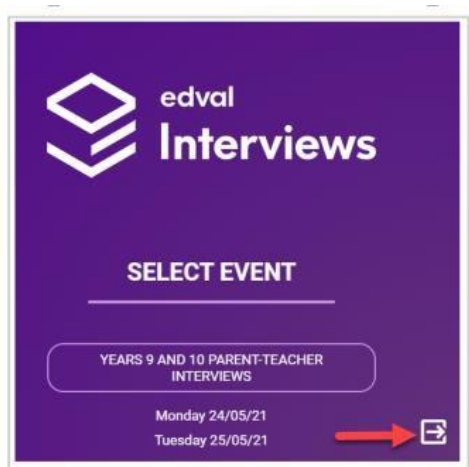 edval
Interviews
SELECT EVENT
YEARS 9 AND 10 PARENT-TEACHER
INTERVIEWS
Monday 24/05/21
Tuesday 25/05/21